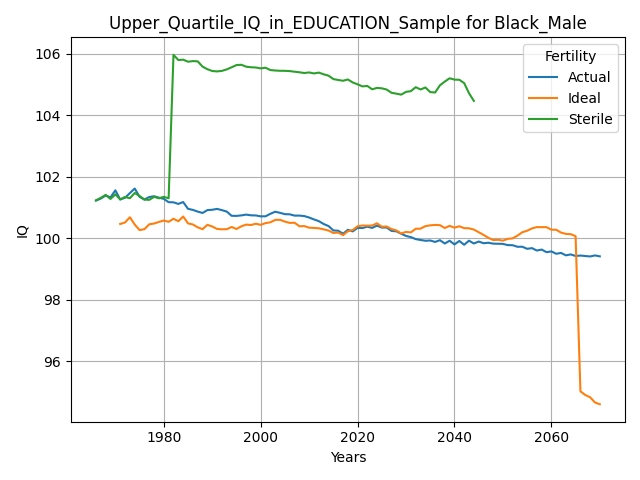 Upper_Quartile_IQ_in_EDUCATION_Sample for Black_Male
Fertility
Actual
Ideal
Sterile
106
104
102
100
98
96
IQ
1980
2000
2020
2040
2060
Years